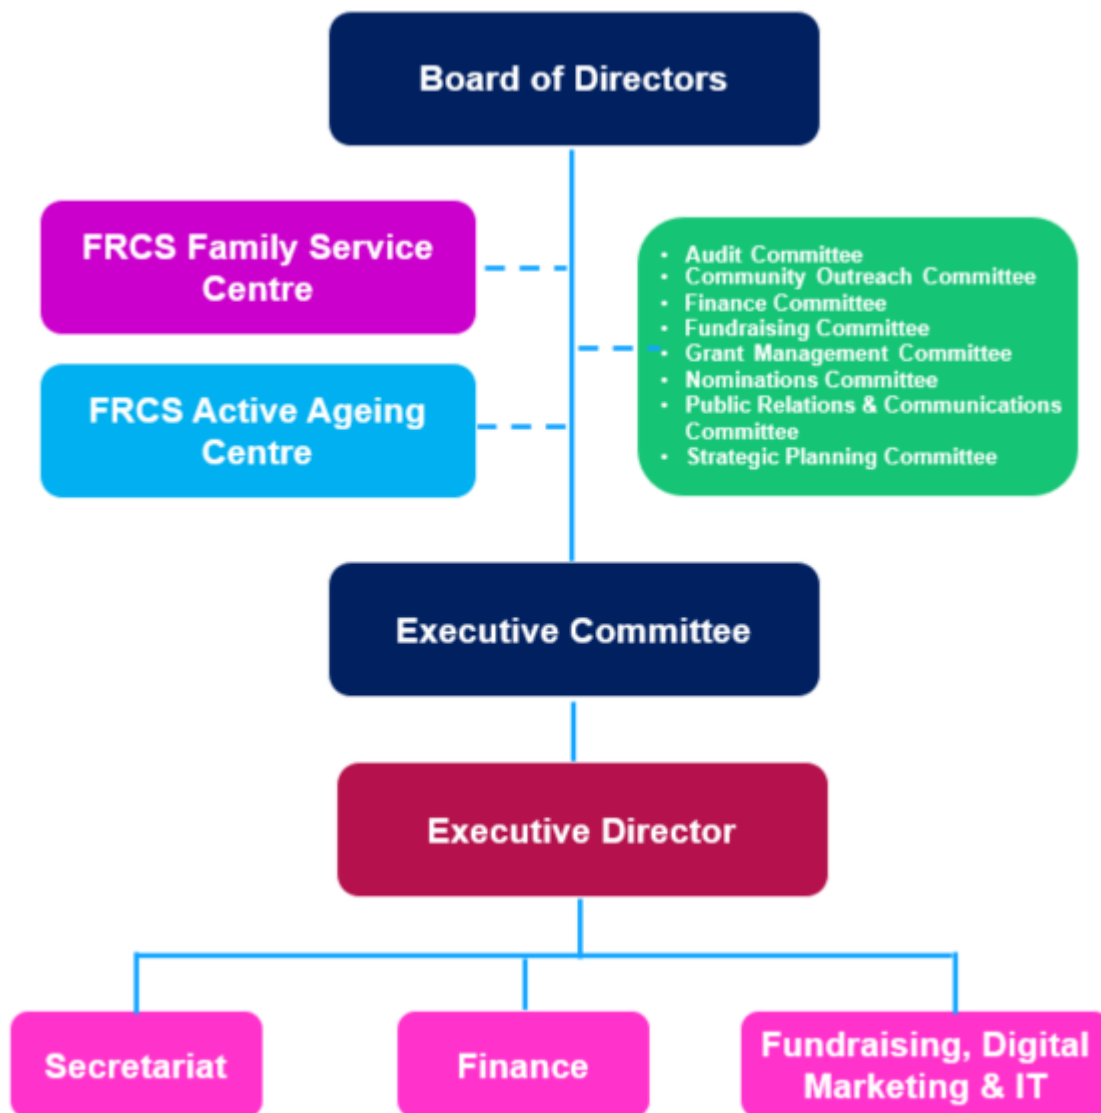 Board of Directors
FRCS Family Service
Centre
• Audit Committee
• Community Outreach Committee
• Finance Committee
• Fundraising Committee
• Grant Management Committee
• Nominations Committee
• Public Relations & Communications
Committee
• Strategic Planning Committee
FRCS Active Ageing
Centre
Executive Committee
Executive Director
Secretariat
Finance
Fundraising, Digital
Marketing & IT